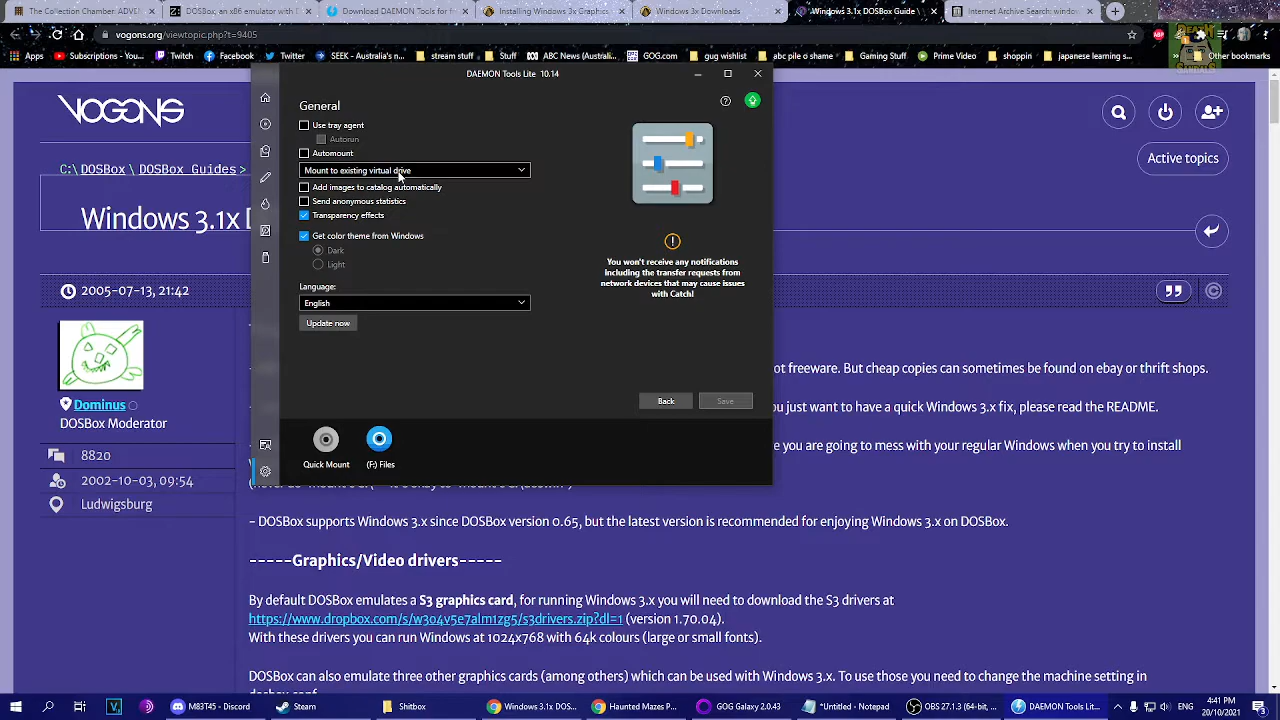 The Collection Chamber: ADVE
DOSBox, an x86 emulator with D
Download DAEMON Tools for f
Installing Windows 3x Graphics
Windows 3x Downloads
Windows 3.1x DOSBox Guide \
Internet Archive Search: window
vogons.org/viewtopic.php?t=9405
Apps
Subscriptions - You...
Twitch
Facebook
Twitter
SEEK - Australia's n...
stream stuff
Stuff
ABC News (Australi...
GOG.com
gug wishlist
abc pile o shame
Gaming Stuff
Prime Video
shoppin
japanese learning s...
Other bookmarks
VOGONS
Active topics
C:\DOSBox \ DOSBox Guides >
Windows 3.1x D
2005-07-13, 21:42
Dominus
DOSBox Moderator
8820
2002-10-03, 09:54
Ludwigsburg
DAEMON Tools Lite 10.14
General
Use tray agent
Autorun
Automount
Mount to existing virtual drive
Add images to catalog automatically
Send anonymous statistics
Transparency effects
Get color theme from Windows
Dark
Light
Language:
English
Update now
You won't receive any notifications
including the transfer requests from
network devices that may cause issues
with Catch!
Back
Save
Quick Mount
(F:) Files
ot freeware. But cheap copies can sometimes be found on ebay or thrift shops.
u just want to have a quick Windows 3.x fix, please read the README.
e you are going to mess with your regular Windows when you try to install
- DOSBox supports Windows 3.x since DOSBox version 0.65, but the latest version is recommended for enjoying Windows 3.x on DOSBox.
-----Graphics/Video drivers-----
By default DOSBox emulates a S3 graphics card, for running Windows 3.x you will need to download the S3 drivers at
https://www.dropbox.com/s/w3o4v5e7alm1zg5/s3drivers.zip?dl=1 (version 1.70.04).
With these drivers you can run Windows at 1024x768 with 64k colours (large or small fonts).
DOSBox can also emulate three other graphics cards (among others) which can be used with Windows 3.x. To use those you need to change the machine setting in
dosbox.conf
M83T4S - Discord
Steam
Shitbox
Windows 3.1x DOS...
Haunted Mazes P...
GOG Galaxy 2.0.43
*Untitled - Notepad
OBS 27.1.3 (64-bit, ...
DAEMON Tools Lit...
4:41 PM
20/10/2021